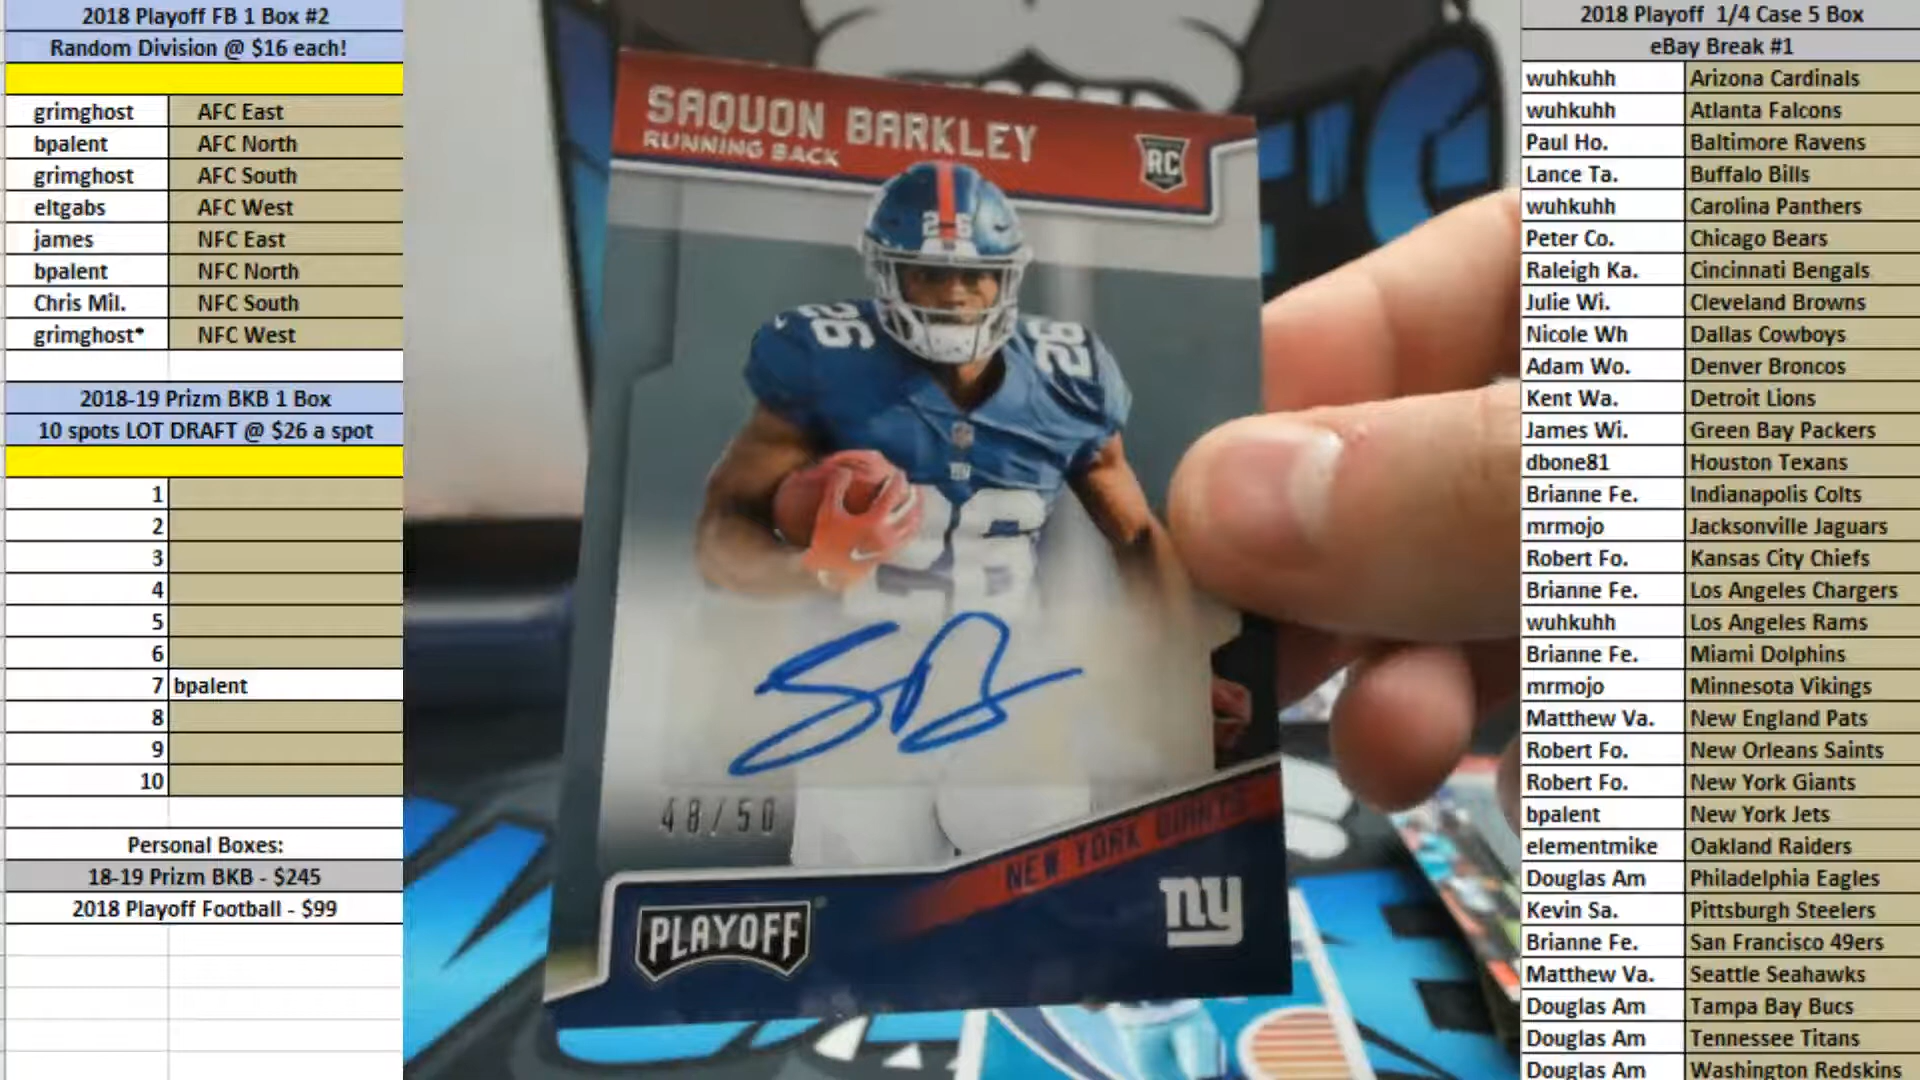 2018 Playoff FB 1 Box #2
Random Division @ $16 each!
grimghost AFC East
bpalent AFC North
grimghost AFC South
eltgabs AFC West
james NFC East
bpalent NFC North
Chris Mil. NFC South
grimghost* NFC West
2018-19 Prizm BKB 1 Box
10 spots LOT DRAFT @ $26 a spot
1
2
3
4
5
6
7 bpalent
8
9
10
Personal Boxes:
18-19 Prizm BKB - $245
2018 Playoff Football - $99
SAQUON BARKLEY
RUNNING BACK
RC
26
26
26
26
48/50
NEW YORK GIANTS
PLAYOFF
ny
2018 Playoff 1/4 Case 5 Box
eBay Break #1
wuhkuhh Arizona Cardinals
wuhkuhh Atlanta Falcons
Paul Ho. Baltimore Ravens
Lance Ta. Buffalo Bills
wuhkuhh Carolina Panthers
Peter Co. Chicago Bears
Raleigh Ka. Cincinnati Bengals
Julie Wi. Cleveland Browns
Nicole Wh Dallas Cowboys
Adam Wo. Denver Broncos
Kent Wa. Detroit Lions
James Wi. Green Bay Packers
dbone81 Houston Texans
Brianne Fe. Indianapolis Colts
mrmojo Jacksonville Jaguars
Robert Fo. Kansas City Chiefs
Brianne Fe. Los Angeles Chargers
wuhkuhh Los Angeles Rams
Brianne Fe. Miami Dolphins
mrmojo Minnesota Vikings
Matthew Va. New England Pats
Robert Fo. New Orleans Saints
Robert Fo. New York Giants
bpalent New York Jets
elementmike Oakland Raiders
Douglas Am Philadelphia Eagles
Kevin Sa. Pittsburgh Steelers
Brianne Fe. San Francisco 49ers
Matthew Va. Seattle Seahawks
Douglas Am Tampa Bay Bucs
Douglas Am Tennessee Titans
Douglas Am Washington Redskins